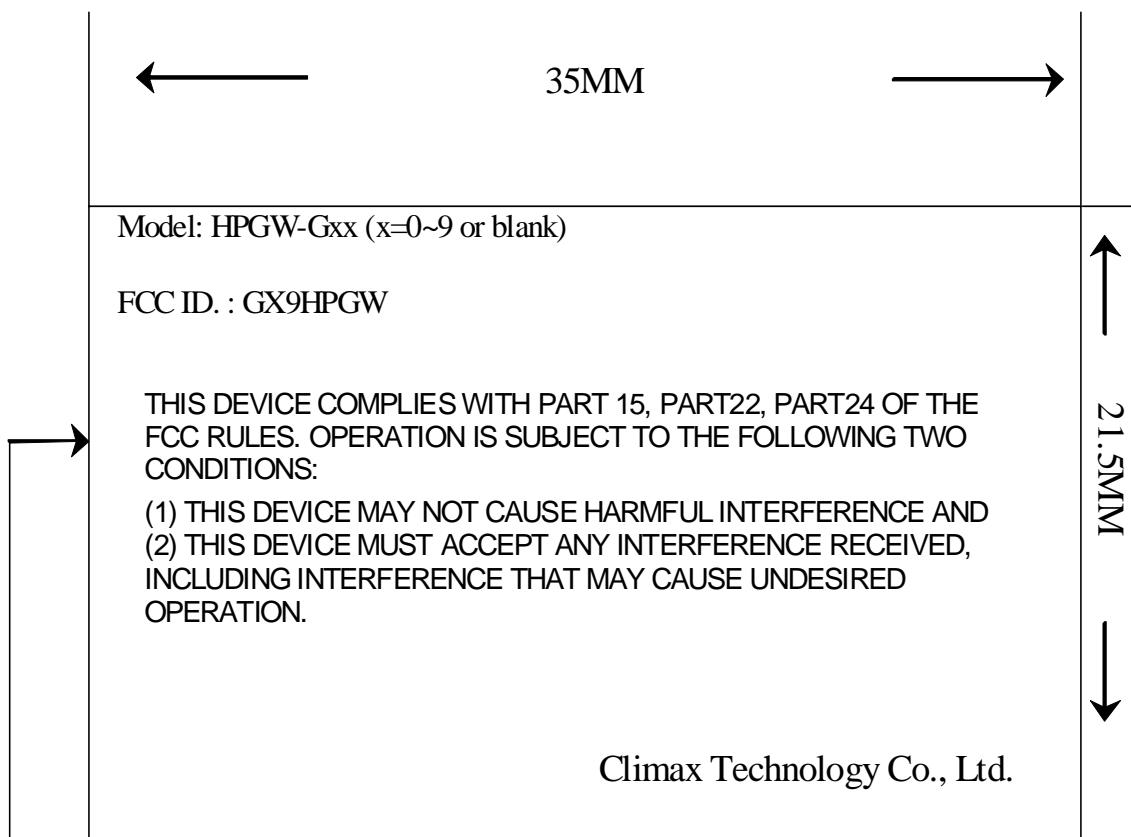 35MM
Model: HPGW-Gxx (x=0~9 or blank)
FCC ID. : GX9HPGW
THIS DEVICE COMPLIES WITH PART 15, PART22, PART24 OF THE
FCC RULES. OPERATION IS SUBJECT TO THE FOLLOWING TWO
CONDITIONS:
(1) THIS DEVICE MAY NOT CAUSE HARMFUL INTERFERENCE AND
(2) THIS DEVICE MUST ACCEPT ANY INTERFERENCE RECEIVED,
INCLUDING INTERFERENCE THAT MAY CAUSE UNDESIRED
OPERATION.
21.5MM
Climax Technology Co., Ltd.